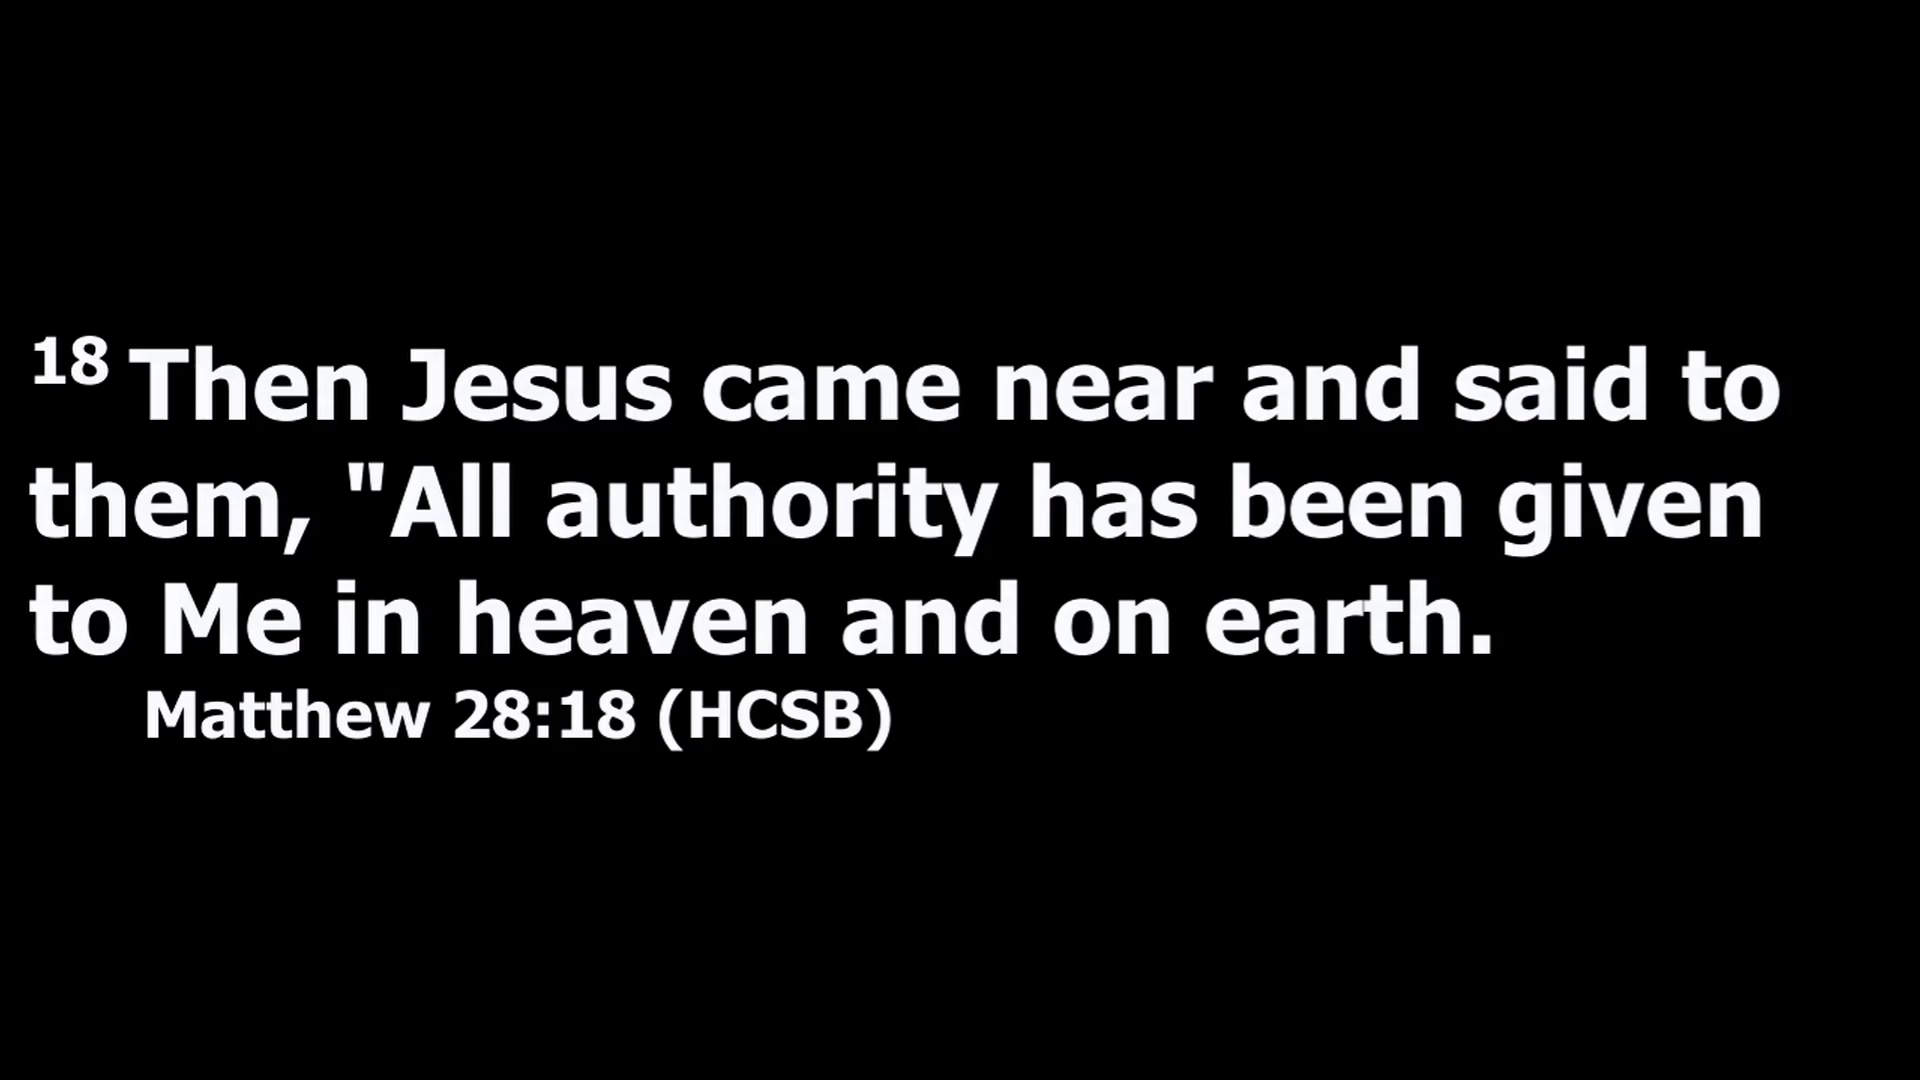 18 Then Jesus came near and said to
them, "All authority has been given
to Me in heaven and on earth.
Matthew 28:18 (HCSB)